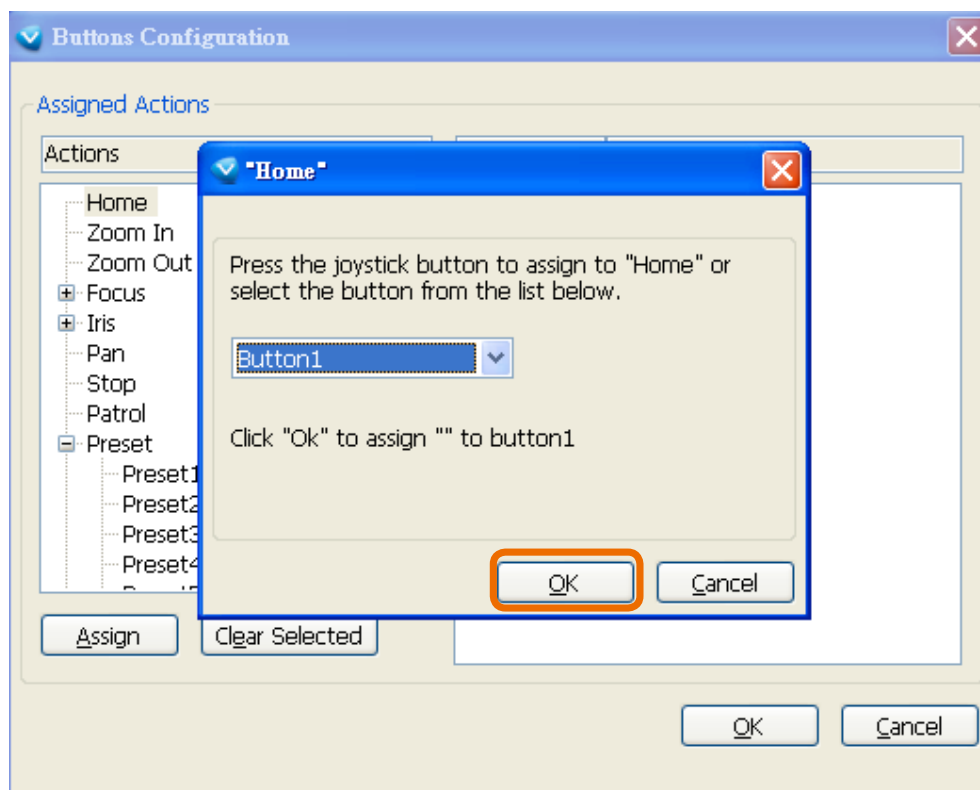 Buttons Configuration
Assigned Actions
Actions
Home
Zoom In
Zoom Out
Focus
Iris
Pan
Stop
Patrol
Preset
Preset1
Preset2
Preset3
Preset4
"Home"
Press the joystick button to assign to "Home" or
select the button from the list below.
Button1
Click "Ok" to assign "" to button1
OK
Cancel
Assign
Clear Selected
OK
Cancel